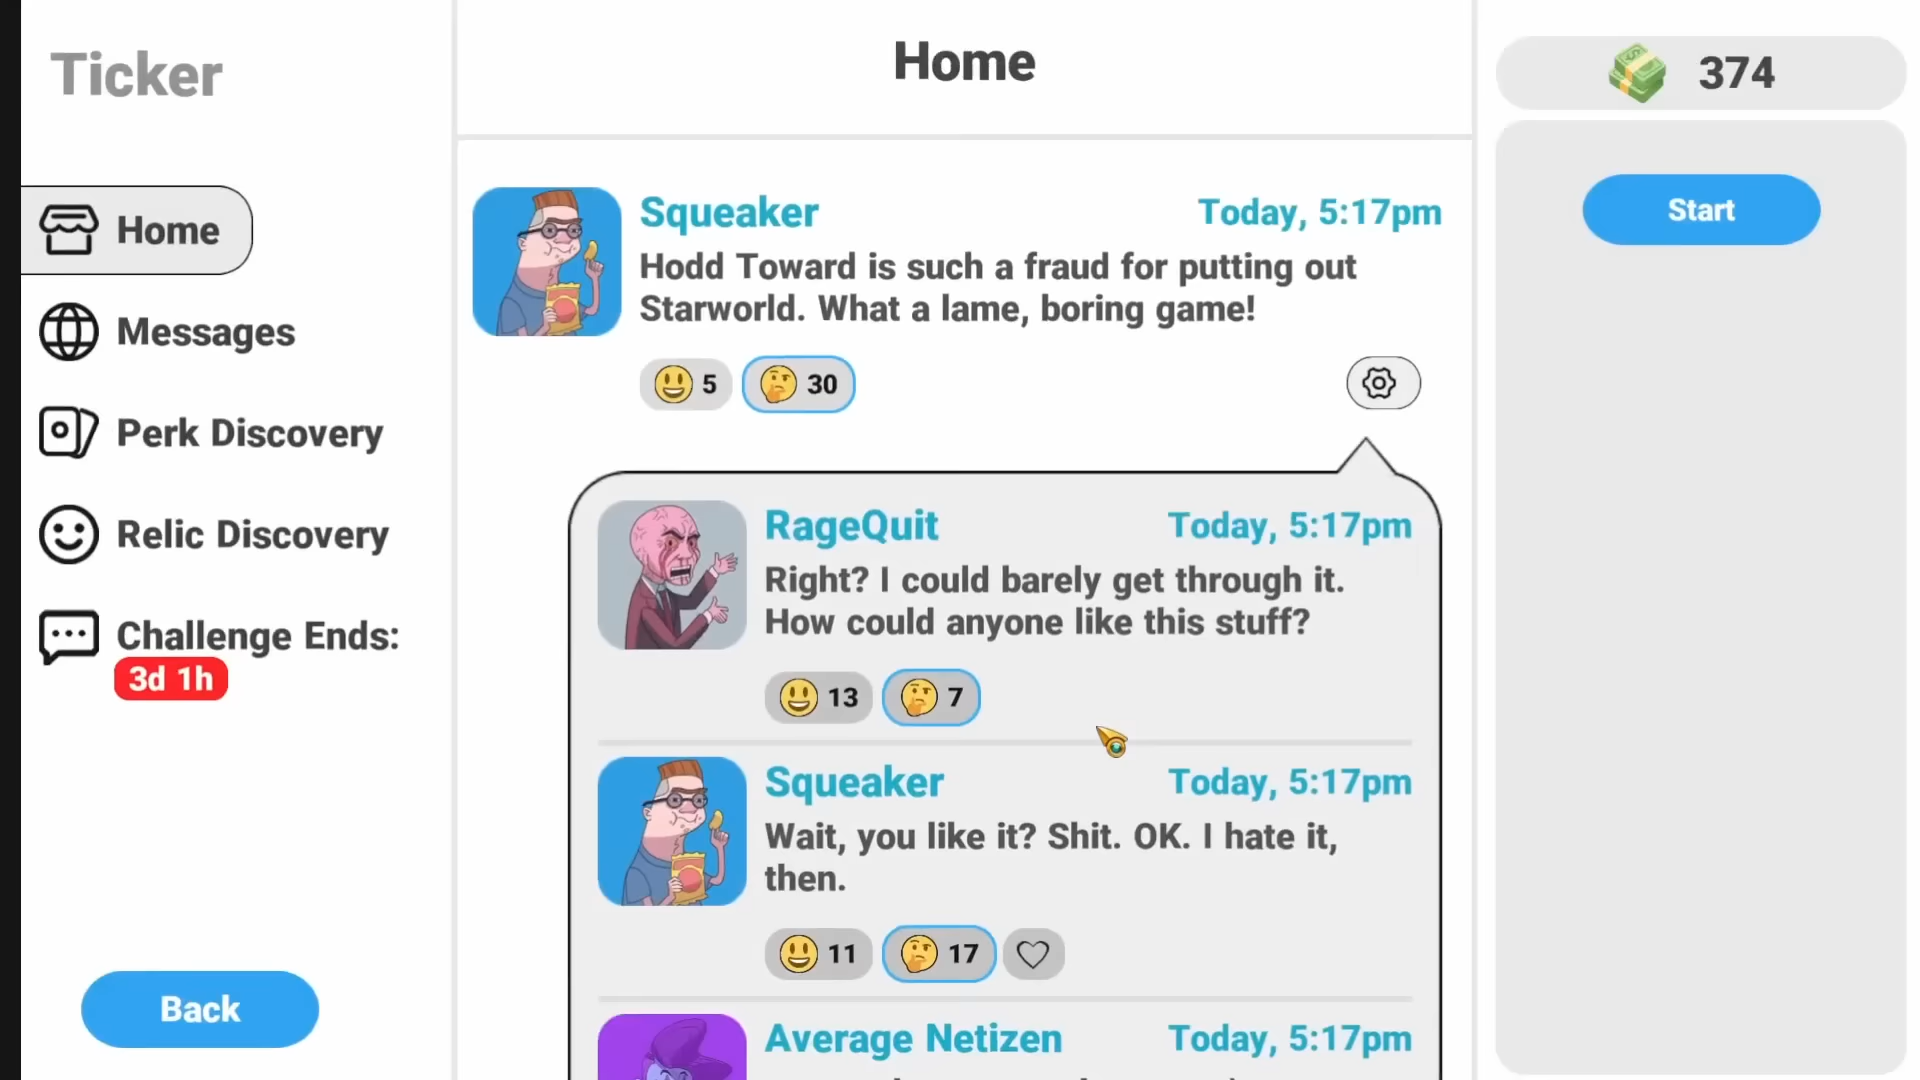 Ticker
Home
Messages
Perk Discovery
Relic Discovery
Challenge Ends:
3d 1h
Back
Home
Squeaker
Today, 5:17pm
Hodd Toward is such a fraud for putting out
Starworld. What a lame, boring game!
5
30
RageQuit
Today, 5:17pm
Right? I could barely get through it.
How could anyone like this stuff?
13
7
Squeaker
Today, 5:17pm
Wait, you like it? Shit. OK. I hate it,
then.
11
17
Average Netizen
Today, 5:17pm
374
Start